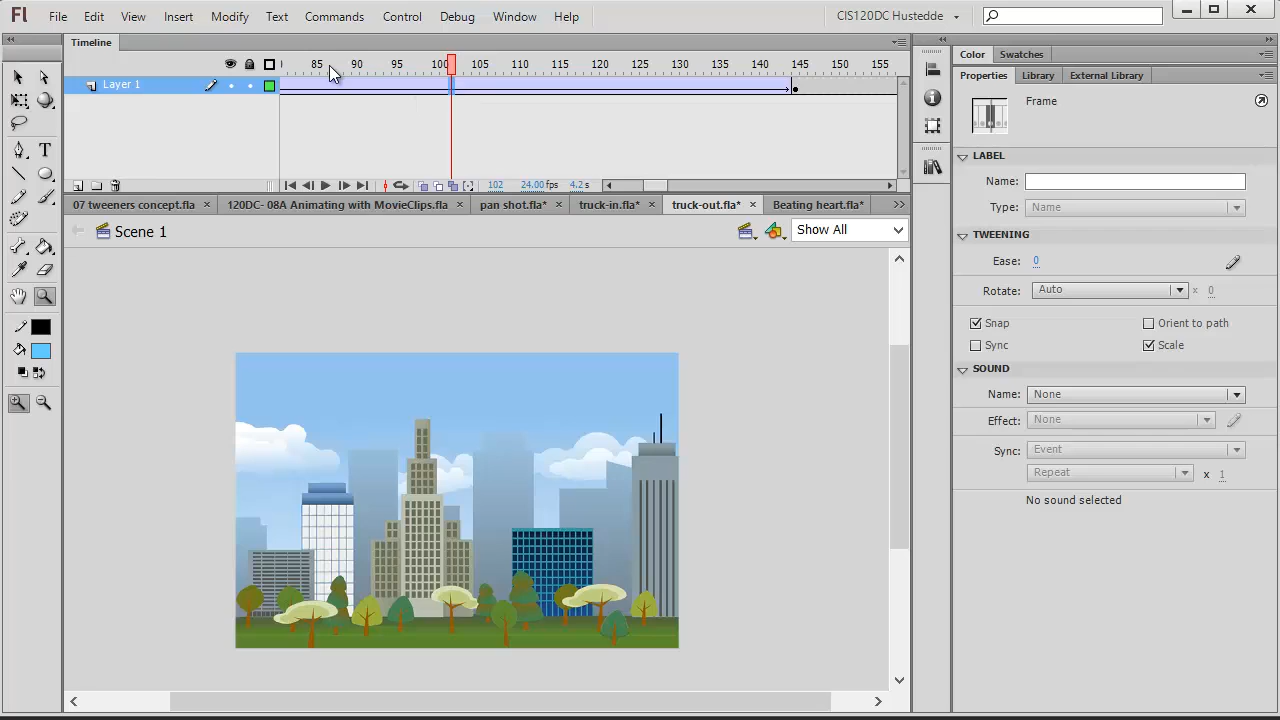 Fl File Edit View Insert Modify Text Commands Control Debug Window Help CIS120DC Hustedde
Timeline
Color Swatches
85 90 95 100 105 110 115 120 125 130 135 140 145 150 155
Properties Library External Library
Layer 1
Frame
LABEL
Name:
Type: Name
102 24.00 fps 4.2 s
07 tweeners concept.fla × 120DC- 08A Animating with MovieClips.fla × pan shot.fla* × truck-in.fla* × truck-out.fla* × Beating heart.fla*
Scene 1
Show All
TWEENING
Ease: 0
Rotate: Auto x 0
Snap Orient to path
Sync Scale
SOUND
Name: None
Effect: None
Sync: Event
Repeat x 1
No sound selected